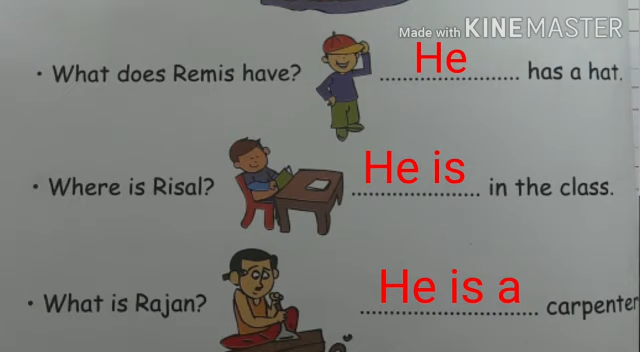 Made with KINEMASTER
• What does Remis have? He has a hat.
• Where is Risal? He is in the class.
• What is Rajan? He is a carpenter